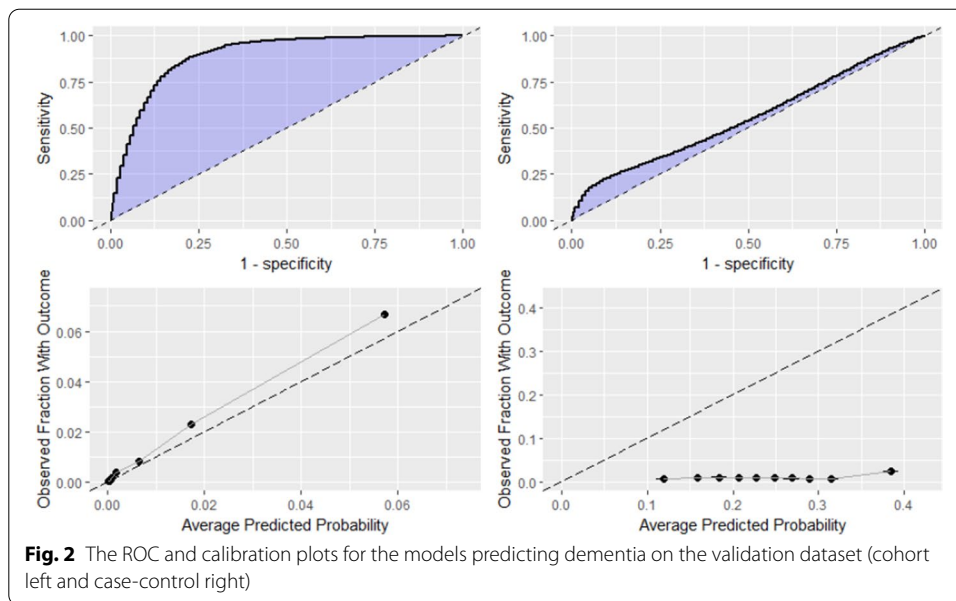 1.00
0.75
0.50
0.25
0.00
Sensitivity
0.00 0.25 0.50 0.75 1.00
1 - specificity
1.00
0.75
0.50
0.25
0.00
Sensitivity
0.00 0.25 0.50 0.75 1.00
1 - specificity
0.06
0.04
0.02
0.00
Observed Fraction With Outcome
0.00 0.02 0.04 0.06
Average Predicted Probability
0.4
0.3
0.2
0.1
0.0
Observed Fraction With Outcome
0.0 0.1 0.2 0.3 0.4
Average Predicted Probability
Fig. 2 The ROC and calibration plots for the models predicting dementia on the validation dataset (cohort
left and case-control right)